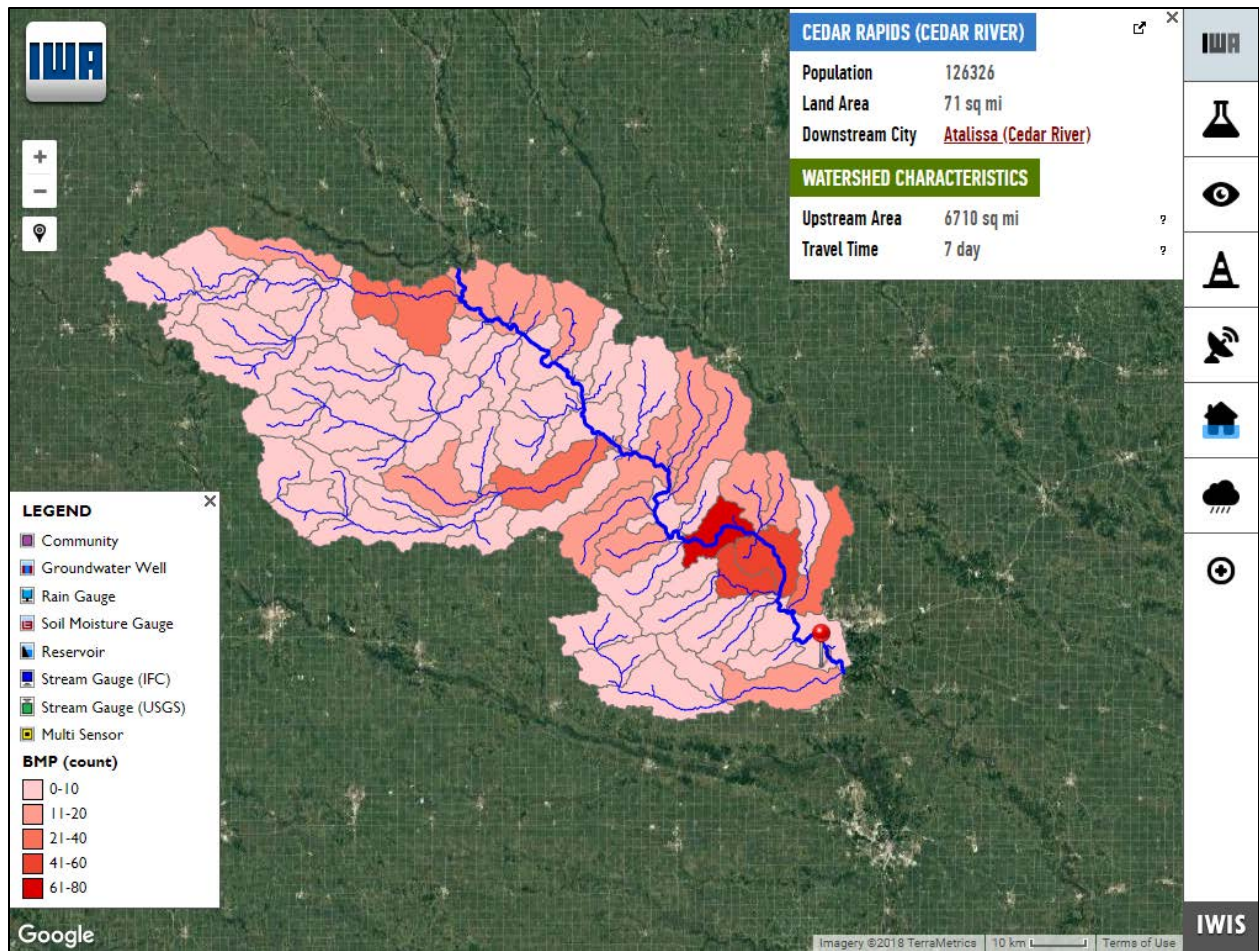 IWA
+
−
CEDAR RAPIDS (CEDAR RIVER)
Population 126326
Land Area 71 sq mi
Downstream City Atalissa (Cedar River)
WATERSHED CHARACTERISTICS
Upstream Area 6710 sq mi ?
Travel Time 7 day ?
IWA
LEGEND
Community
Groundwater Well
Rain Gauge
Soil Moisture Gauge
Reservoir
Stream Gauge (IFC)
Stream Gauge (USGS)
Multi Sensor
BMP (count)
0-10
11-20
21-40
41-60
61-80
Google
Imagery ©2018 TerraMetrics 10 km Terms of Use
IWIS